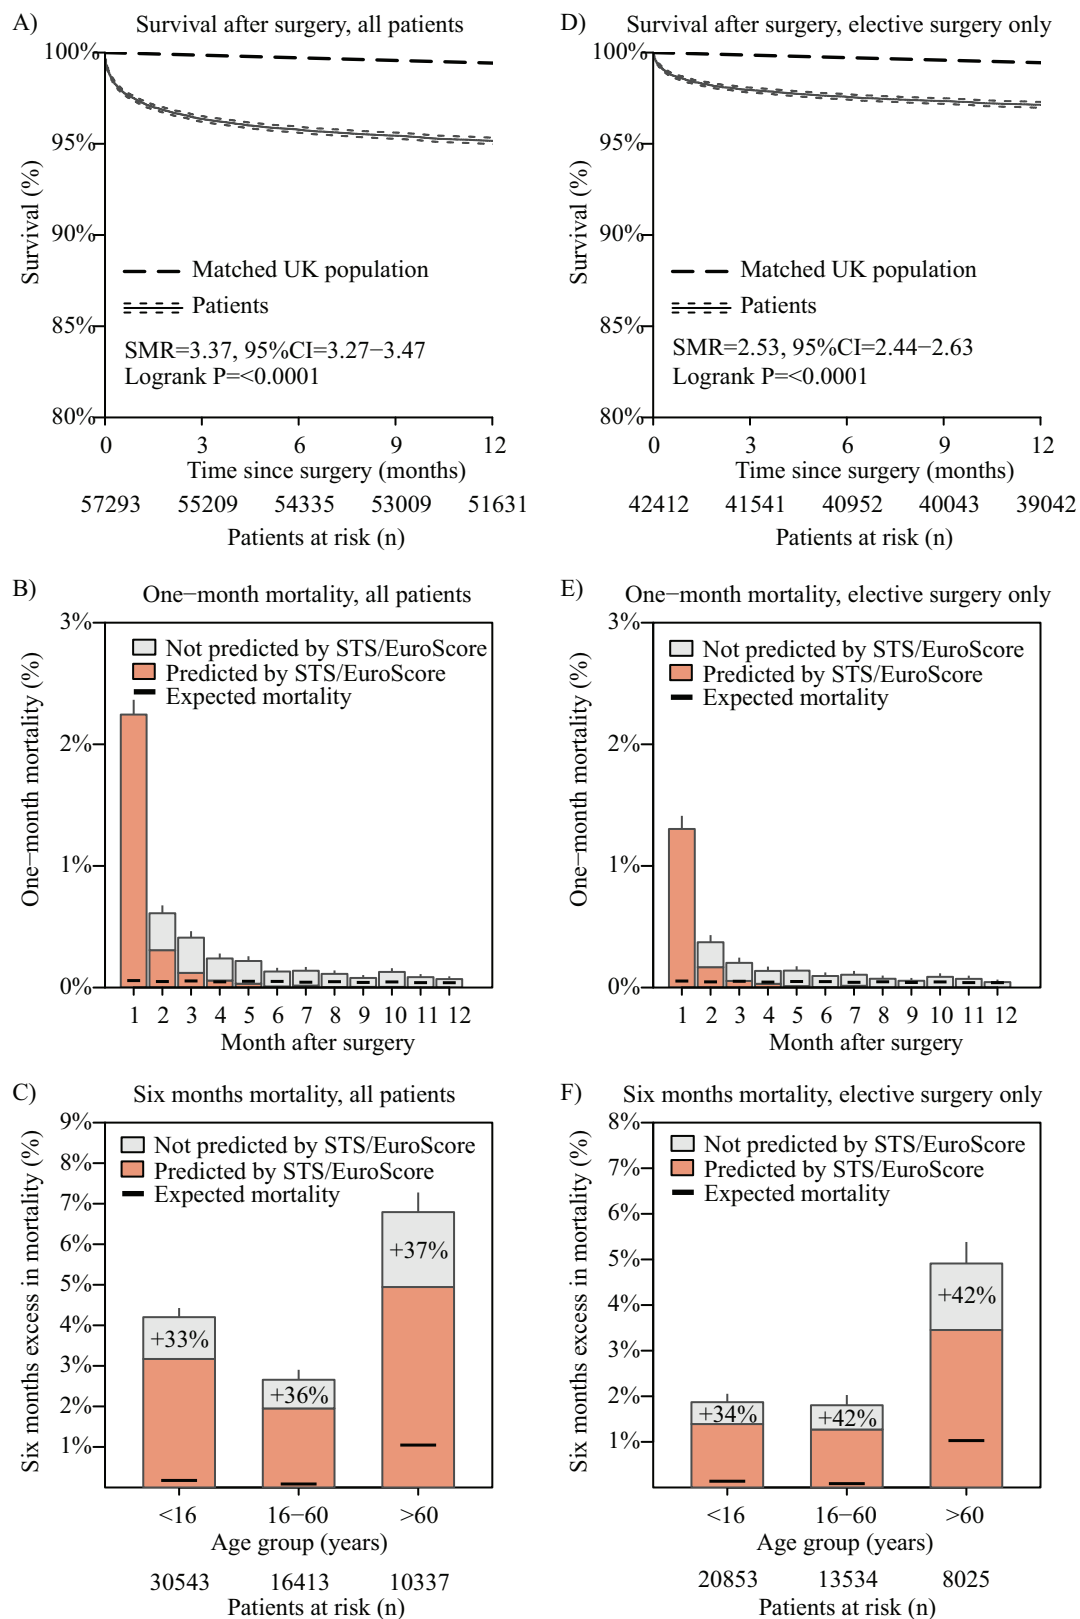 A) Survival after surgery, all patients
100%
95%
90%
85%
80%
Survival (%)
Matched UK population
Patients
SMR=3.37, 95%CI=3.27−3.47
Logrank P=<0.0001
0 3 6 9 12
Time since surgery (months)
57293 55209 54335 53009 51631
Patients at risk (n)
D) Survival after surgery, elective surgery only
100%
95%
90%
85%
80%
Survival (%)
Matched UK population
Patients
SMR=2.53, 95%CI=2.44−2.63
Logrank P=<0.0001
0 3 6 9 12
Time since surgery (months)
42412 41541 40952 40043 39042
Patients at risk (n)
B) One−month mortality, all patients
3%
2%
1%
0%
One−month mortality (%)
Not predicted by STS/EuroScore
Predicted by STS/EuroScore
Expected mortality
1 2 3 4 5 6 7 8 9 10 11 12
Month after surgery
E) One−month mortality, elective surgery only
3%
2%
1%
0%
One−month mortality (%)
Not predicted by STS/EuroScore
Predicted by STS/EuroScore
Expected mortality
1 2 3 4 5 6 7 8 9 10 11 12
Month after surgery
C) Six months mortality, all patients
9%
8%
7%
6%
5%
4%
3%
2%
1%
Six months excess in mortality (%)
Not predicted by STS/EuroScore
Predicted by STS/EuroScore
Expected mortality
+33%
+36%
+37%
<16 16−60 >60
Age group (years)
30543 16413 10337
Patients at risk (n)
F) Six months mortality, elective surgery only
8%
7%
6%
5%
4%
3%
2%
1%
Six months excess in mortality (%)
Not predicted by STS/EuroScore
Predicted by STS/EuroScore
Expected mortality
+34%
+42%
+42%
<16 16−60 >60
Age group (years)
20853 13534 8025
Patients at risk (n)